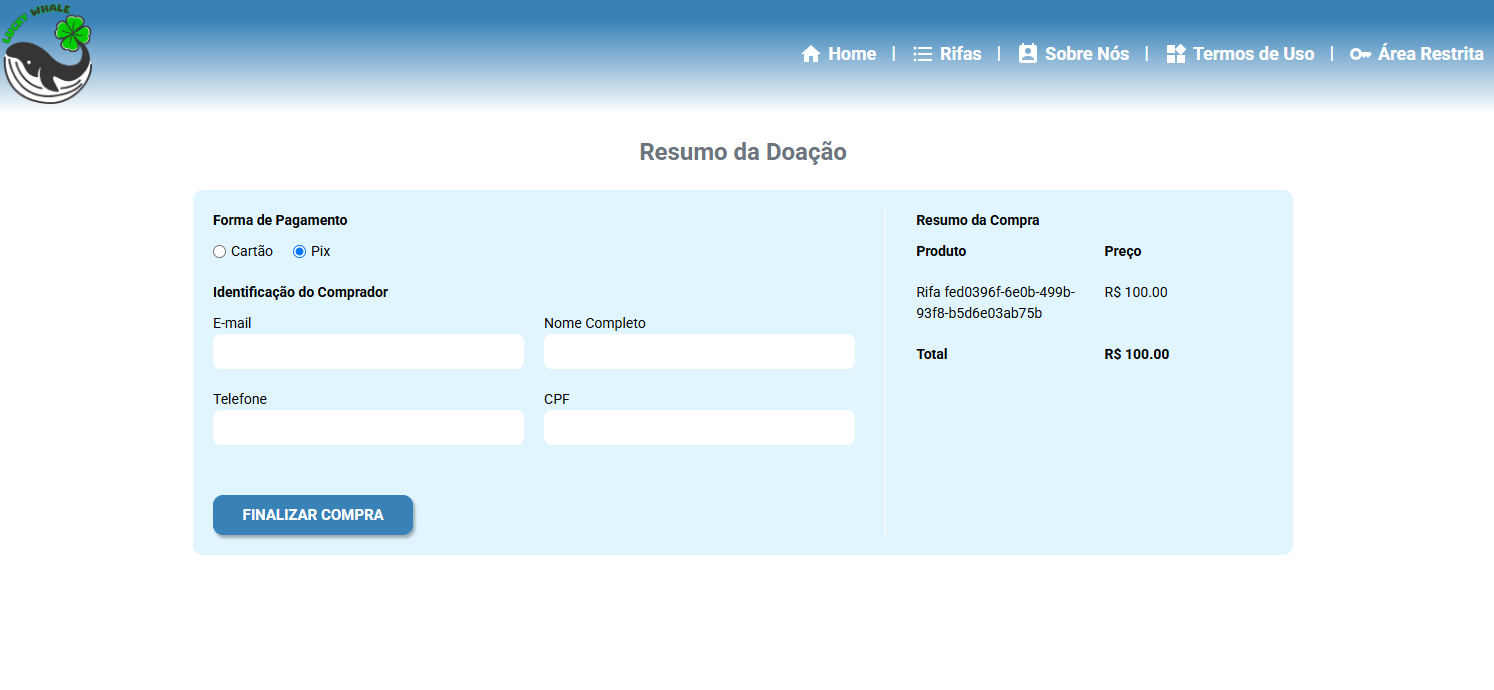 LUCKY WHALE
Home | Rifas | Sobre Nós | Termos de Uso | Área Restrita
Resumo da Doação
Forma de Pagamento
Cartão Pix
Identificação do Comprador
E-mail Nome Completo
Telefone CPF
FINALIZAR COMPRA
Resumo da Compra
Produto Preço
Rifa fed0396f-6e0b-499b- R$ 100.00
93f8-b5d6e03ab75b
Total R$ 100.00